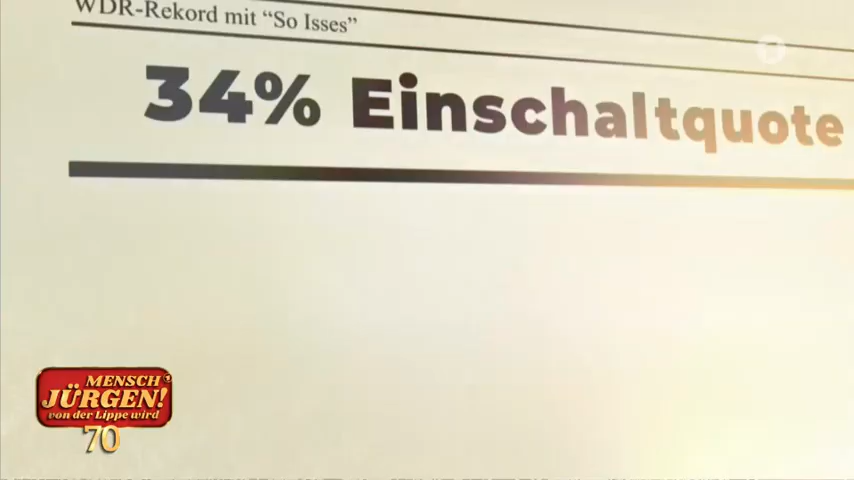 WDR-Rekord mit “So Isses”
34% Einschaltquote
MENSCH
JÜRGEN!
von der Lippe wird
70